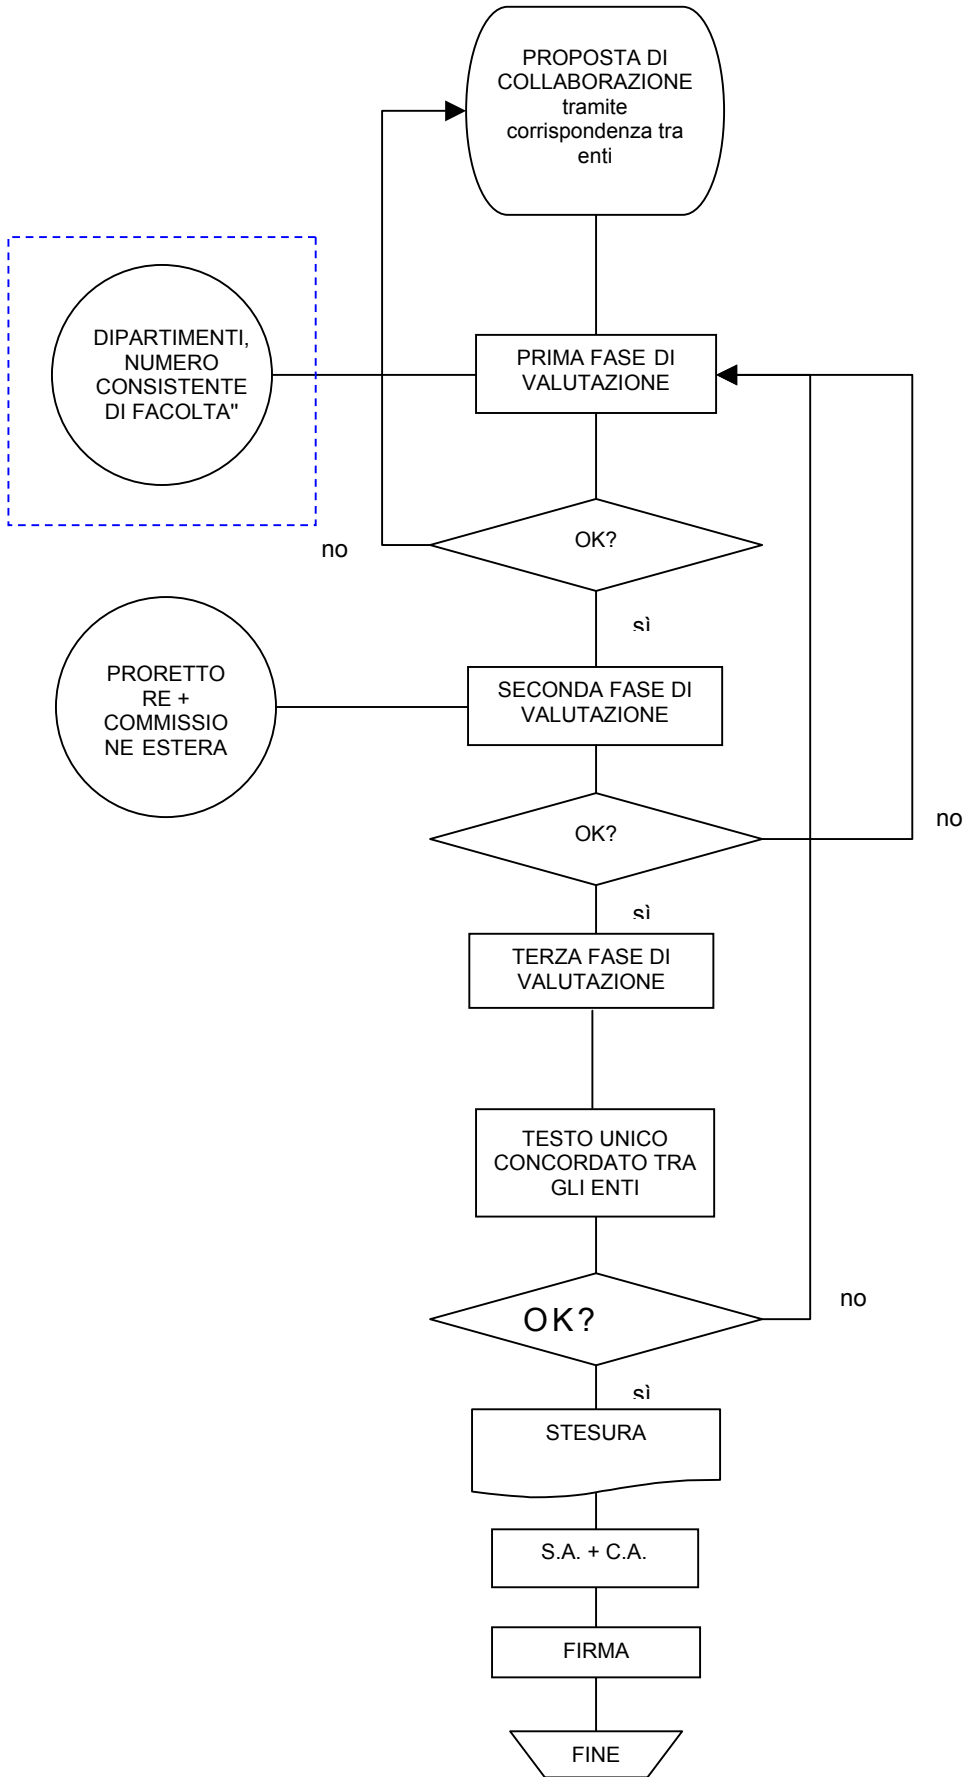 PROPOSTA DI
COLLABORAZIONE
tramite
corrispondenza tra
enti
DIPARTIMENTI,
NUMERO
CONSISTENTE
DI FACOLTA"
PRIMA FASE DI
VALUTAZIONE
OK?
no
sì
PRORETTO
RE +
COMMISSIO
NE ESTERA
SECONDA FASE DI
VALUTAZIONE
OK?
no
sì
TERZA FASE DI
VALUTAZIONE
TESTO UNICO
CONCORDATO TRA
GLI ENTI
OK?
no
sì
STESURA
S.A. + C.A.
FIRMA
FINE